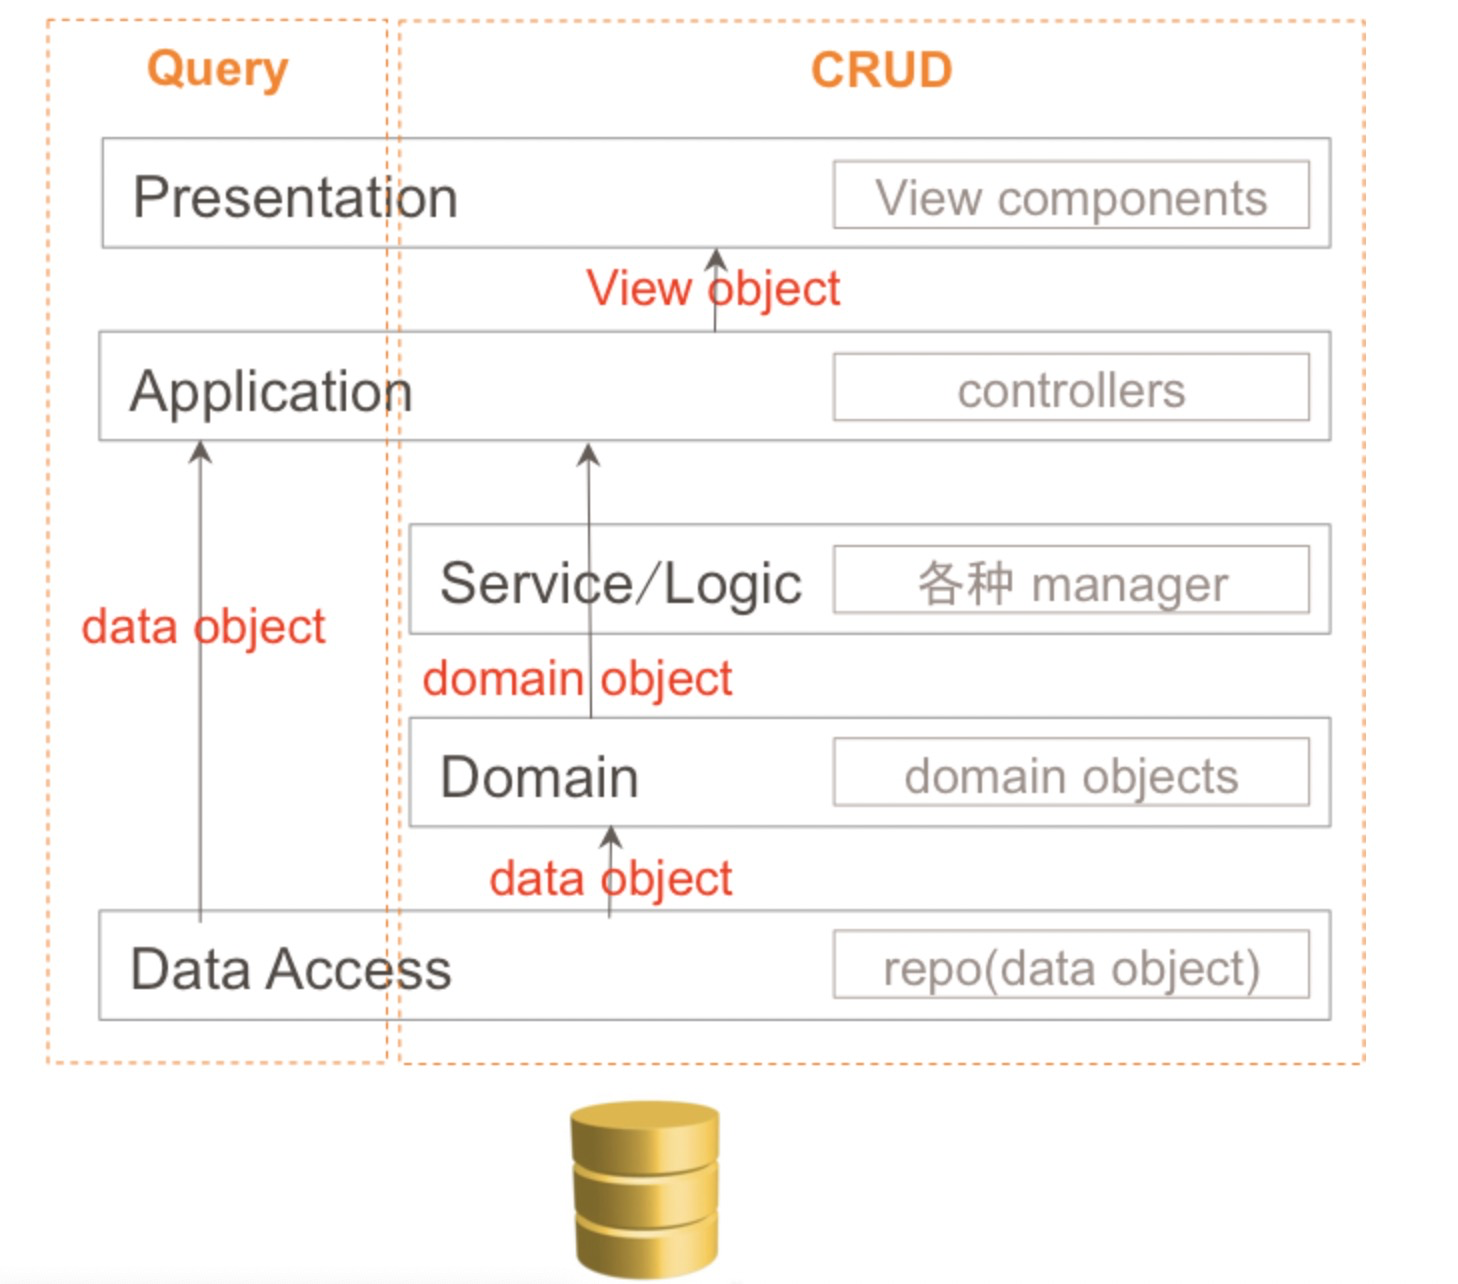 Query
CRUD
Presentation
View components
View object
Application
controllers
Service/Logic
各种 manager
data object
domain object
Domain
domain objects
data object
Data Access
repo(data object)